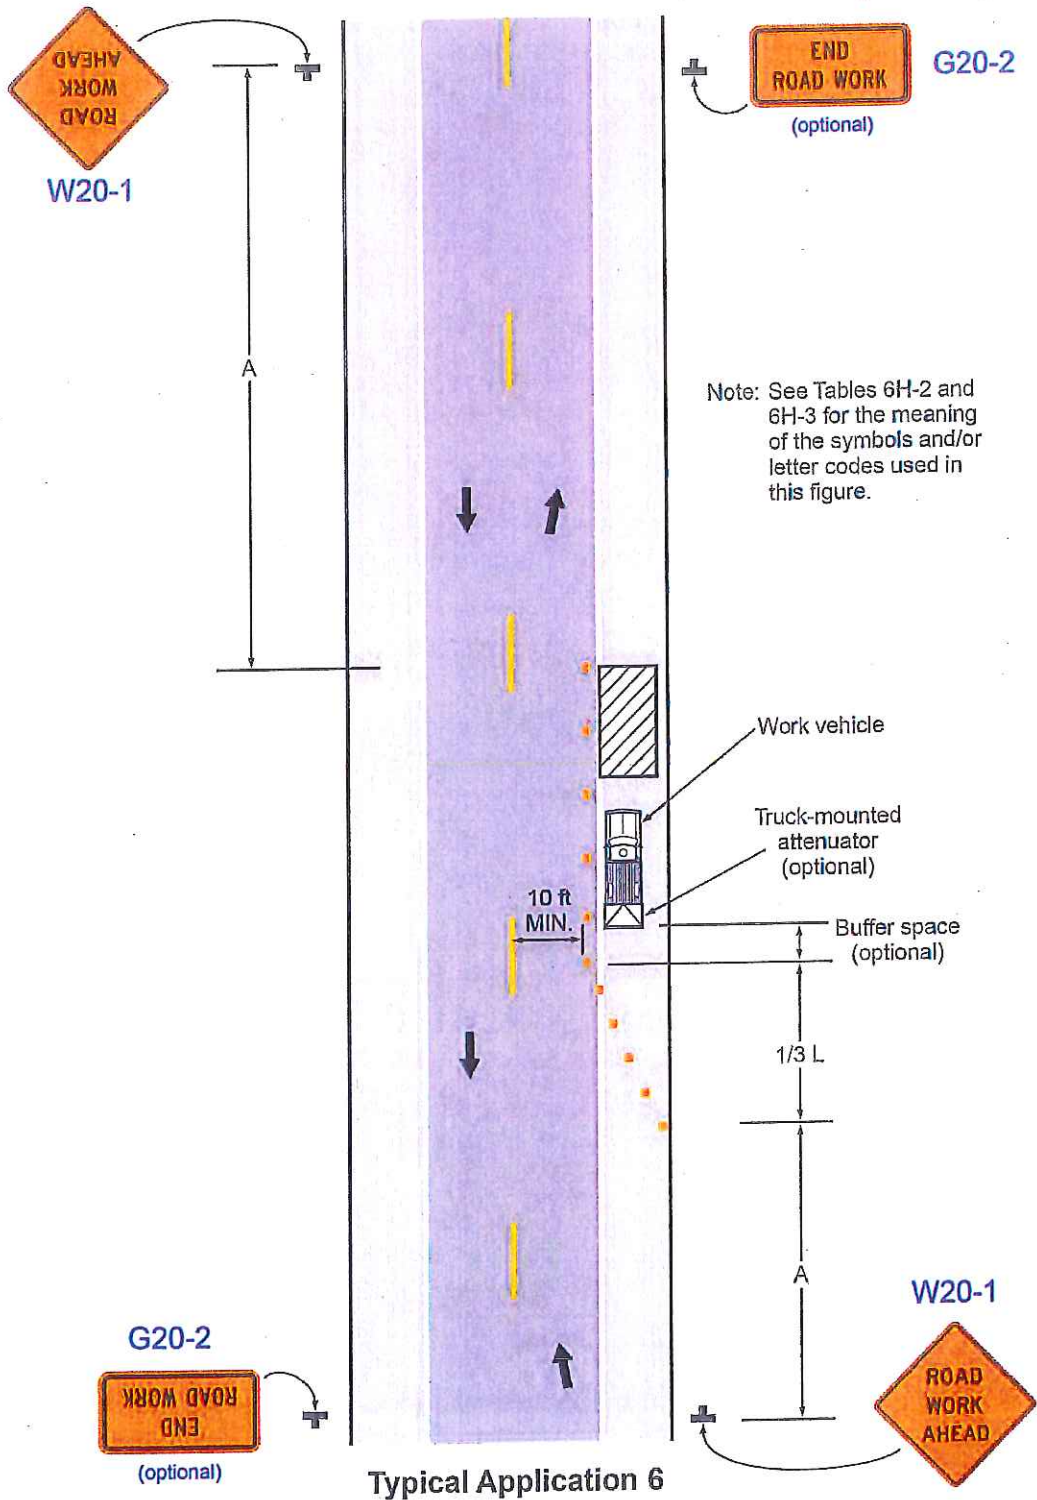 ROAD
WORK
AHEAD
W20-1
END
ROAD WORK
G20-2
(optional)
A
Note: See Tables 6H-2 and
6H-3 for the meaning
of the symbols and/or
letter codes used in
this figure.
Work vehicle
Truck-mounted
attenuator
(optional)
10 ft
MIN.
Buffer space
(optional)
1/3 L
A
W20-1
ROAD
WORK
AHEAD
G20-2
END
ROAD WORK
(optional)
Typical Application 6